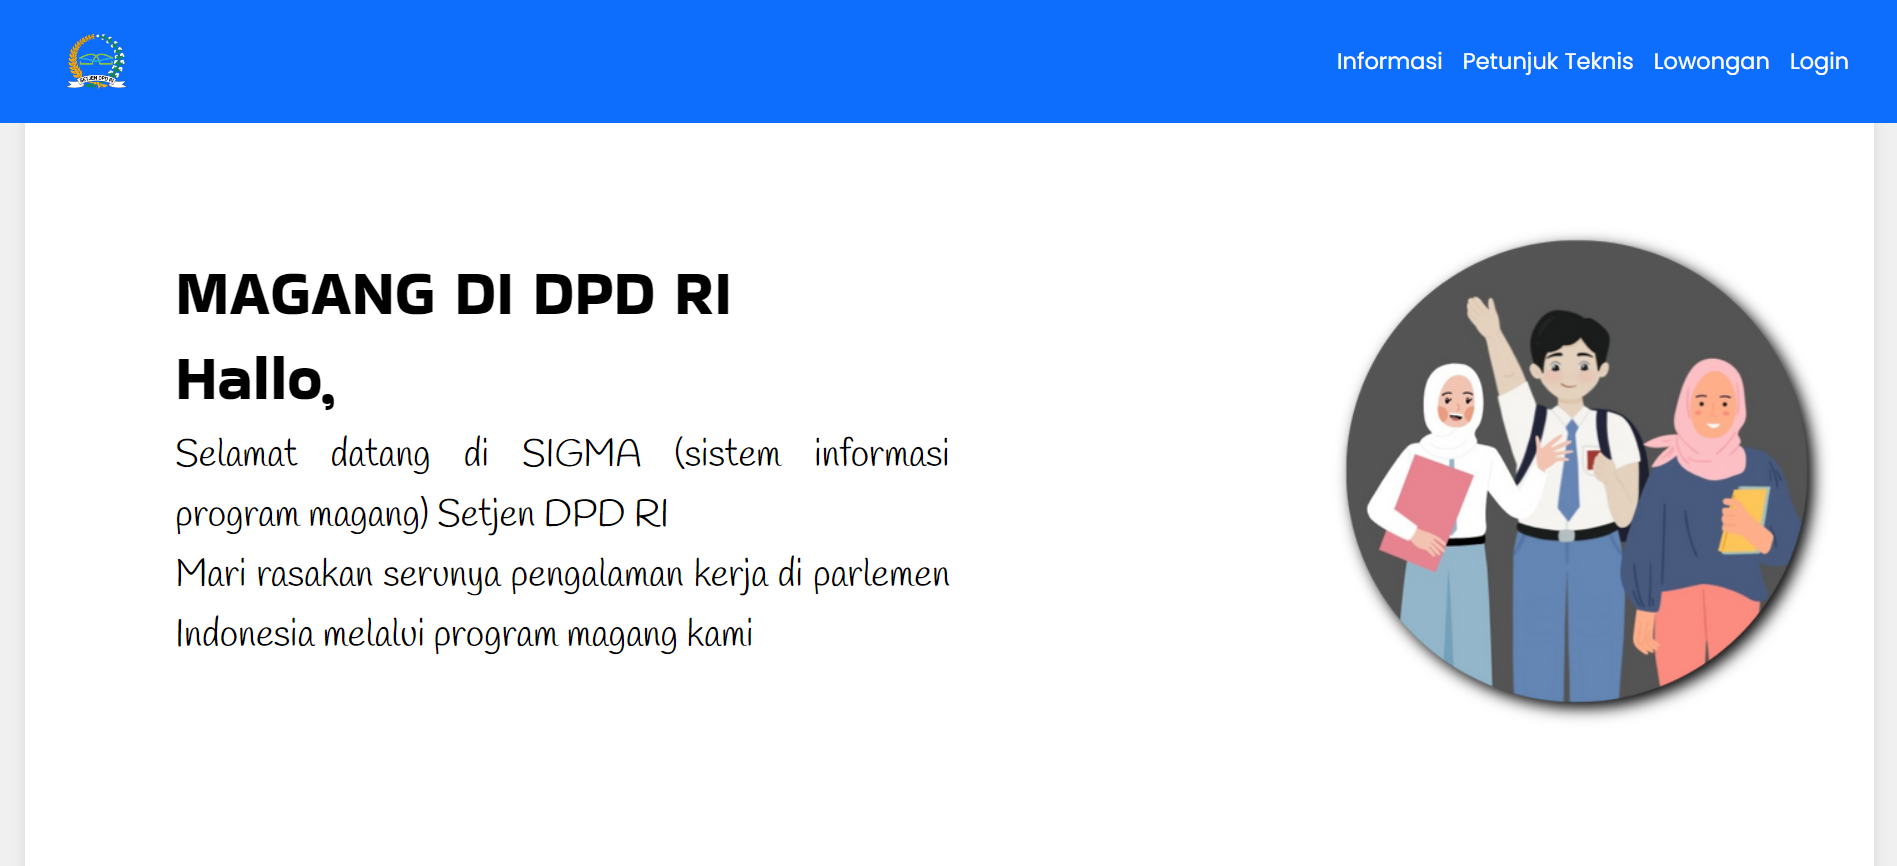 SETJEN DPD RI
Informasi Petunjuk Teknis Lowongan Login
MAGANG DI DPD RI
Hallo,
Selamat datang di SIGMA (sistem informasi
program magang) Setjen DPD RI
Mari rasakan serunya pengalaman kerja di parlemen
Indonesia melalui program magang kami